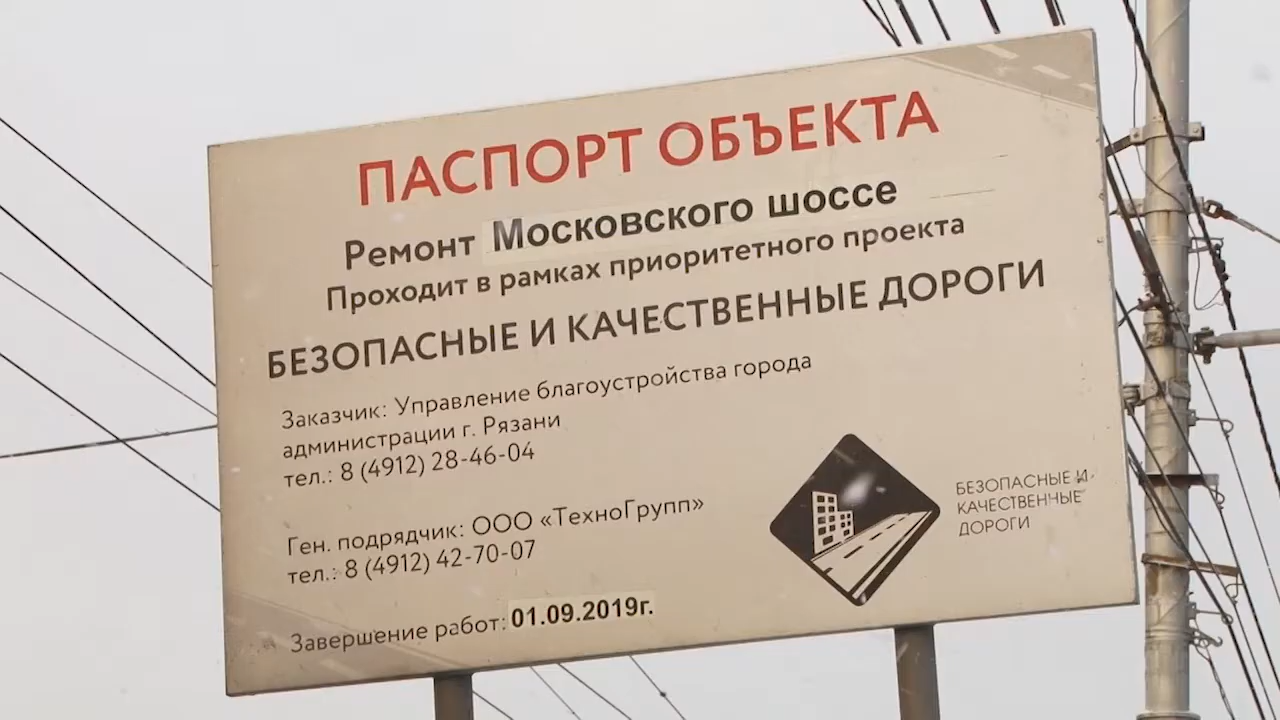 ПАСПОРТ ОБЪЕКТА
Ремонт Московского шоссе
Проходит в рамках приоритетного проекта
БЕЗОПАСНЫЕ И КАЧЕСТВЕННЫЕ ДОРОГИ
Заказчик: Управление благоустройства города
администрации г. Рязани
тел.: 8 (4912) 28-46-04
Ген. подрядчик: ООО «ТехноГрупп»
тел.: 8 (4912) 42-70-07
Завершение работ: 01.09.2019г.
БЕЗОПАСНЫЕ И
КАЧЕСТВЕННЫЕ
ДОРОГИ